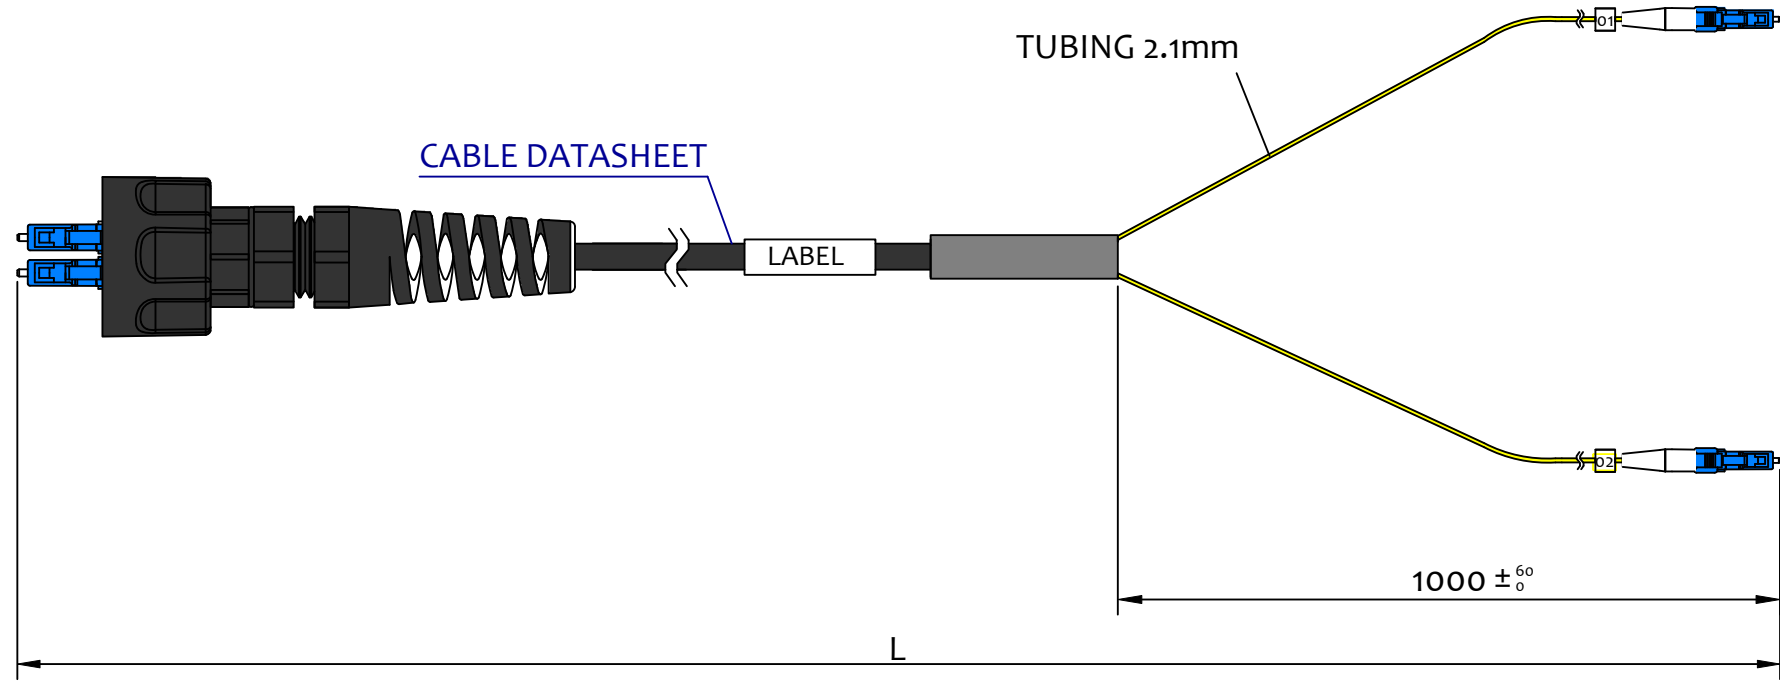 01
TUBING 2.1mm
CABLE DATASHEET
LABEL
02
1000 ± 60 0
L